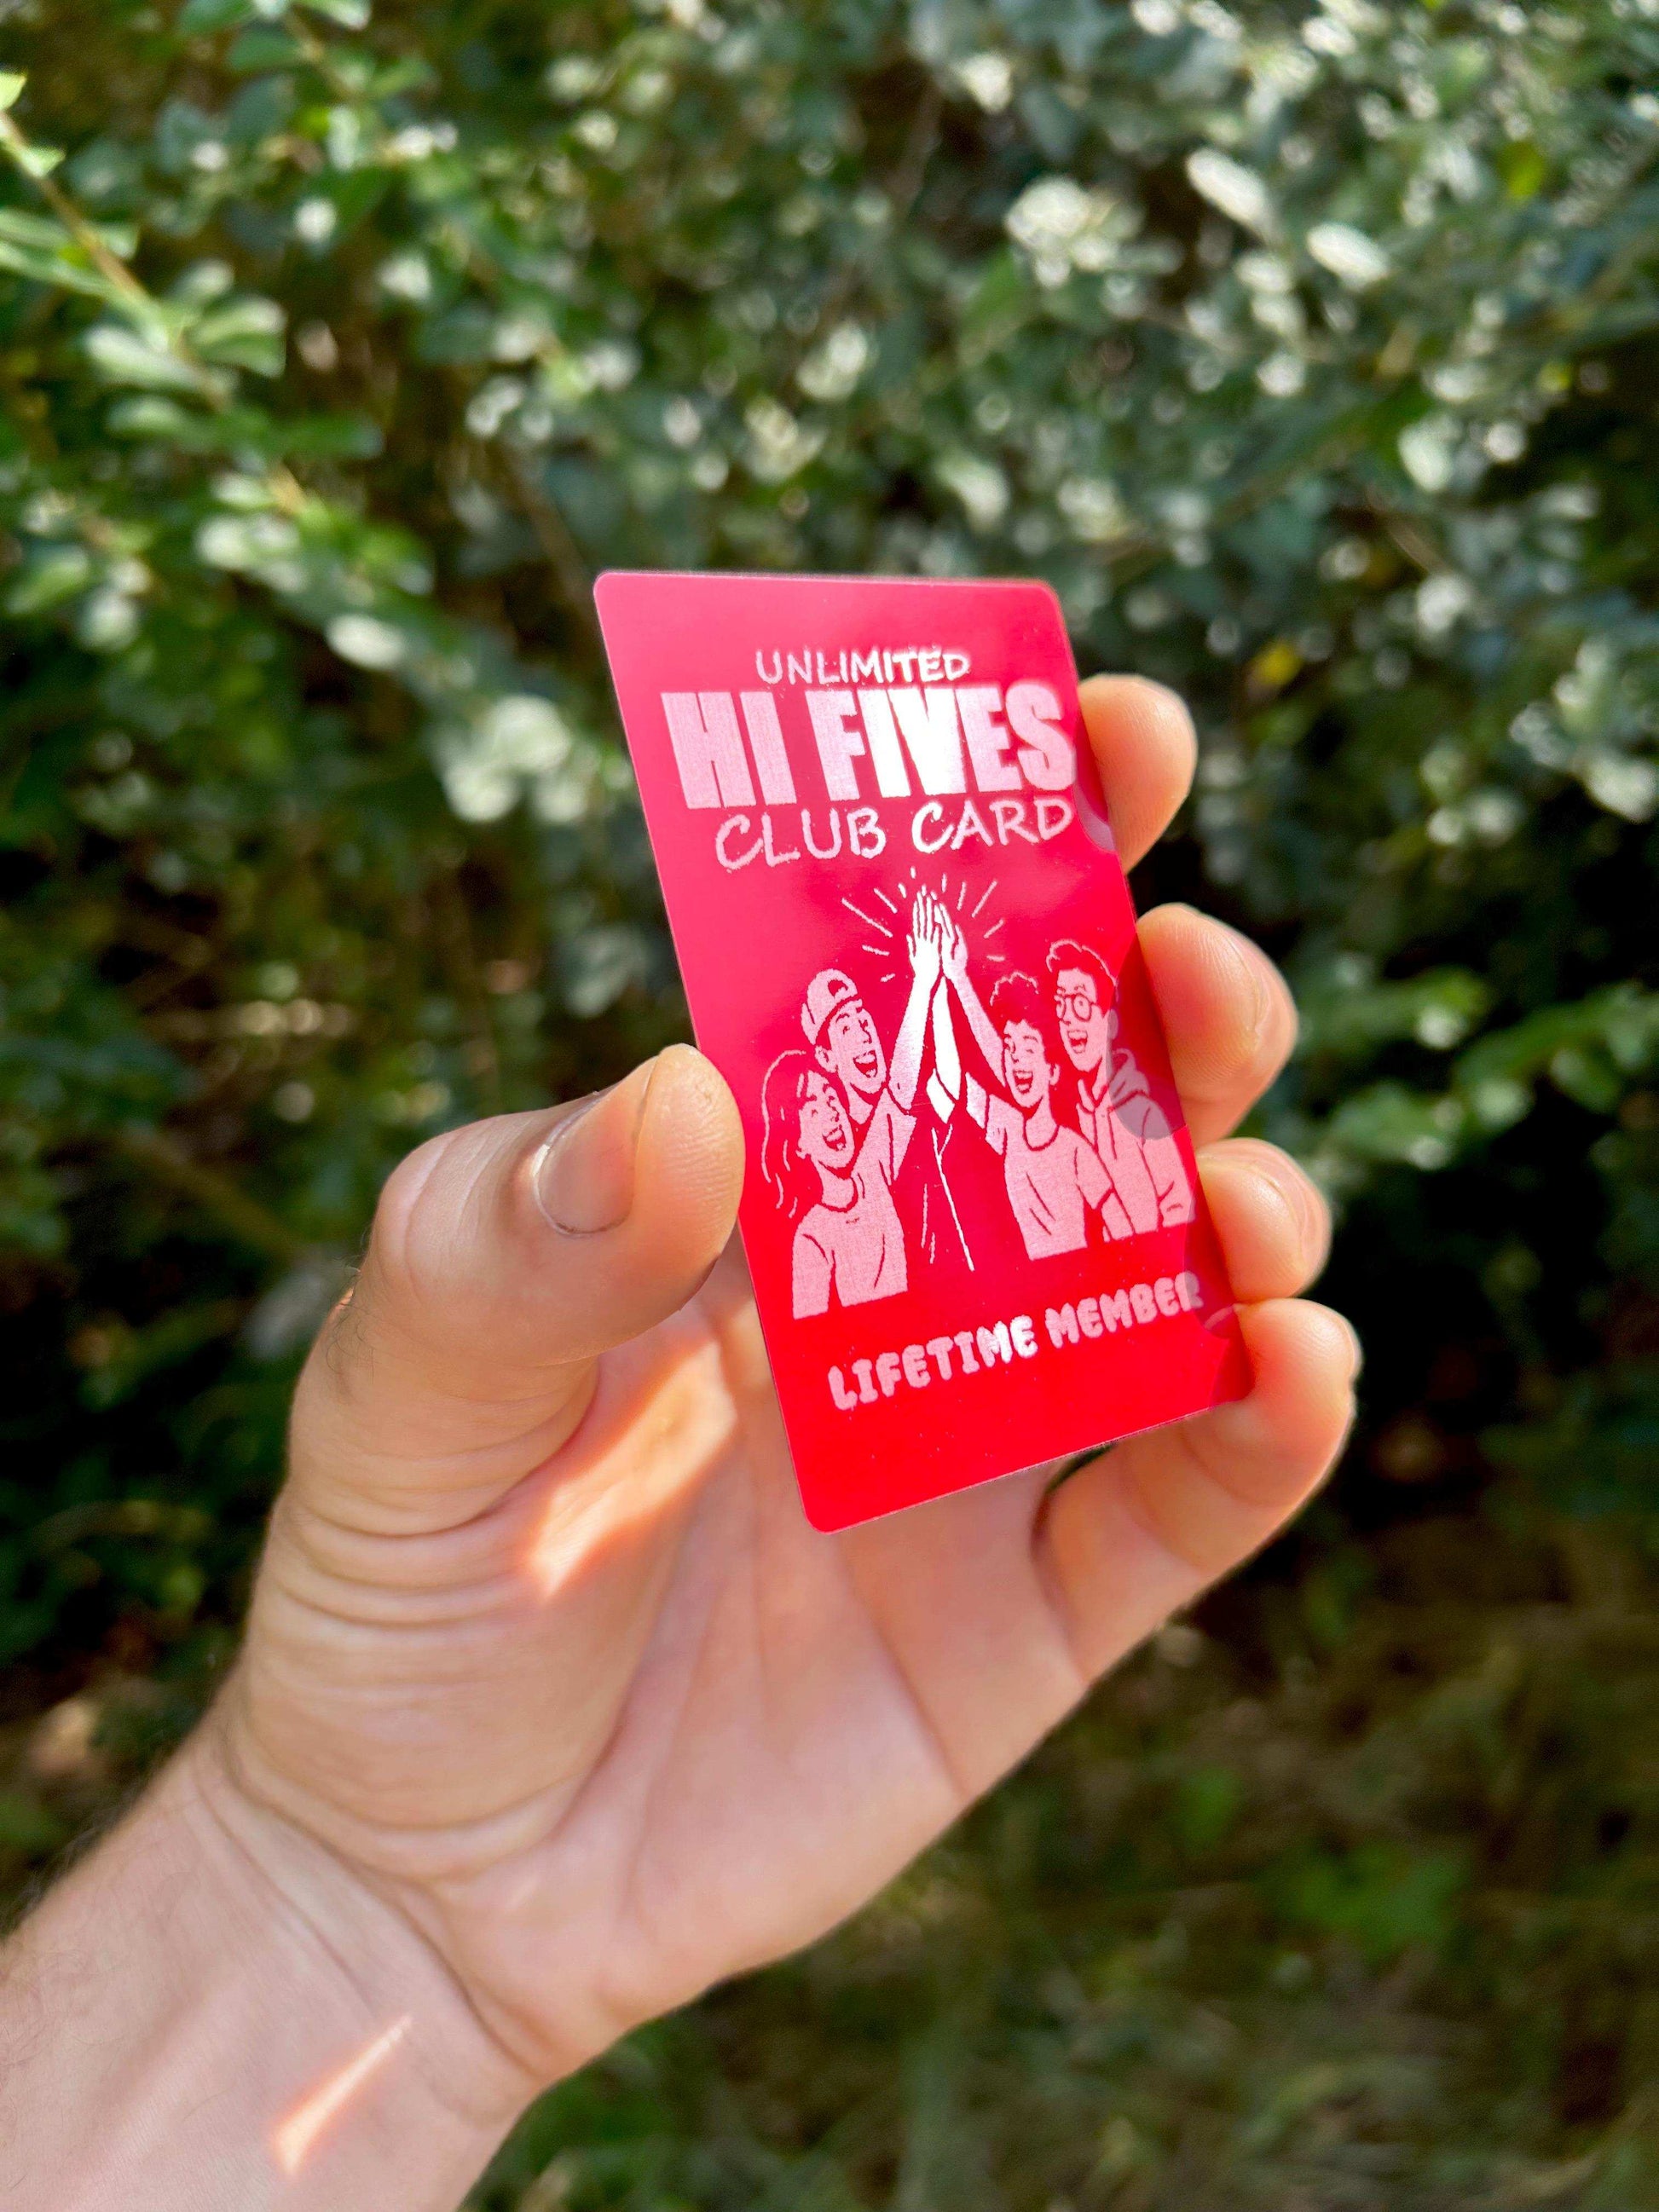 UNLIMITED
HI FIVES
CLUB CARD
LIFETIME MEMBER